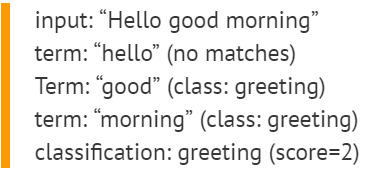 input: “Hello good morning”
term: “hello” (no matches)
Term: “good” (class: greeting)
term: “morning” (class: greeting)
classification: greeting (score=2)